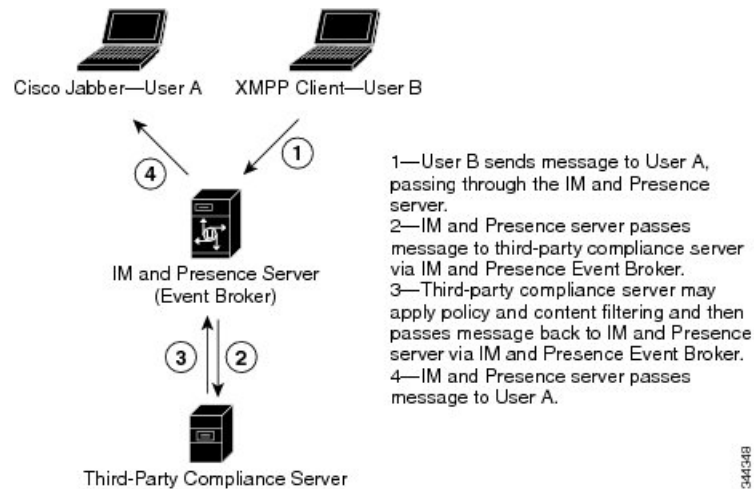 Cisco Jabber—User A
XMPP Client—User B
4
1
IM and Presence Server
(Event Broker)
3
2
Third-Party Compliance Server
1—User B sends message to User A,
passing through the IM and Presence
server.
2—IM and Presence server passes
message to third-party compliance server
via IM and Presence Event Broker.
3—Third-party compliance server may
apply policy and content filtering and then
passes message back to IM and Presence
server via IM and Presence Event Broker.
4—IM and Presence server passes
message to User A.
344348